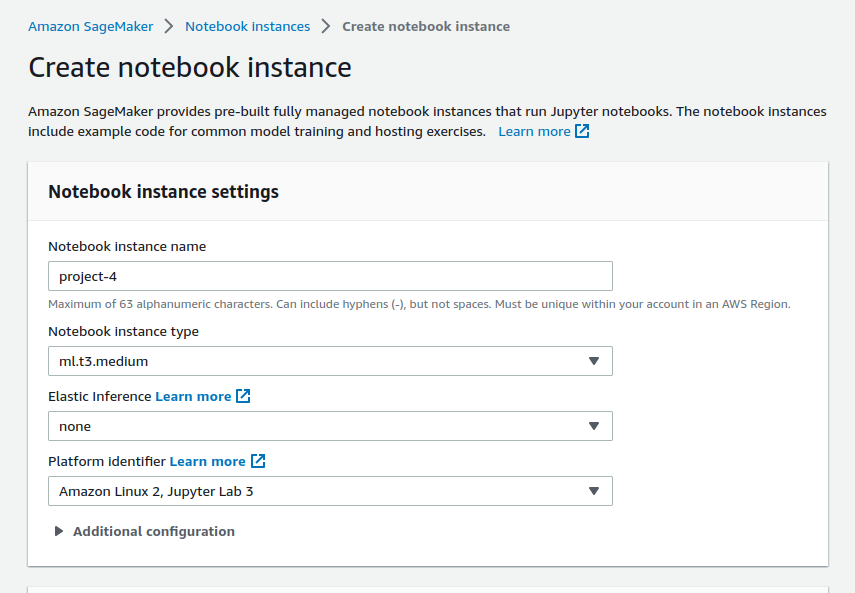 Amazon SageMaker > Notebook instances > Create notebook instance
Create notebook instance
Amazon SageMaker provides pre-built fully managed notebook instances that run Jupyter notebooks. The notebook instances
include example code for common model training and hosting exercises. Learn more
Notebook instance settings
Notebook instance name
project-4
Maximum of 63 alphanumeric characters. Can include hyphens (-), but not spaces. Must be unique within your account in an AWS Region.
Notebook instance type
ml.t3.medium
Elastic Inference Learn more
none
Platform identifier Learn more
Amazon Linux 2, Jupyter Lab 3
Additional configuration